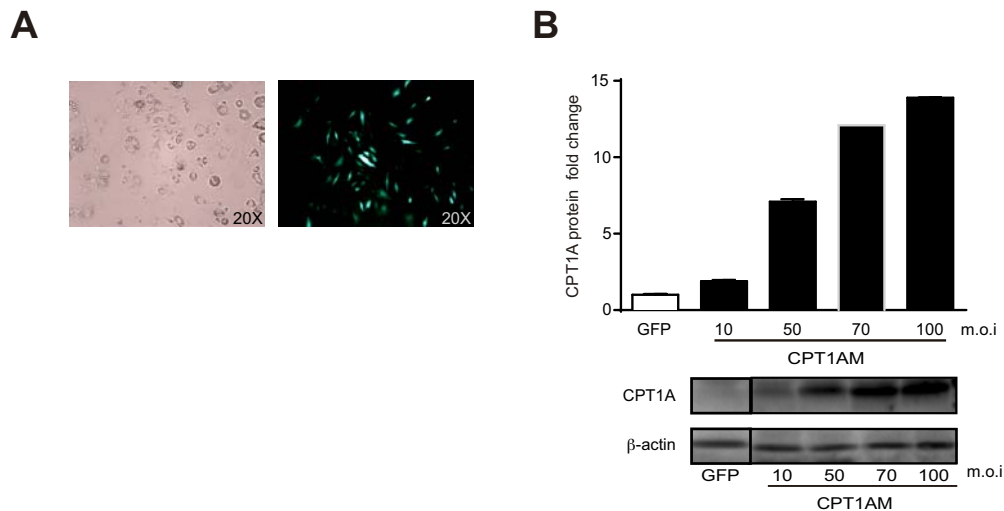 A
B
20X
20X
CPT1A protein fold change
15
10
5
0
GFP
10
50
70
100
m.o.i
CPT1AM
CPT1A
β-actin
GFP
10
50
70
100
m.o.i
CPT1AM